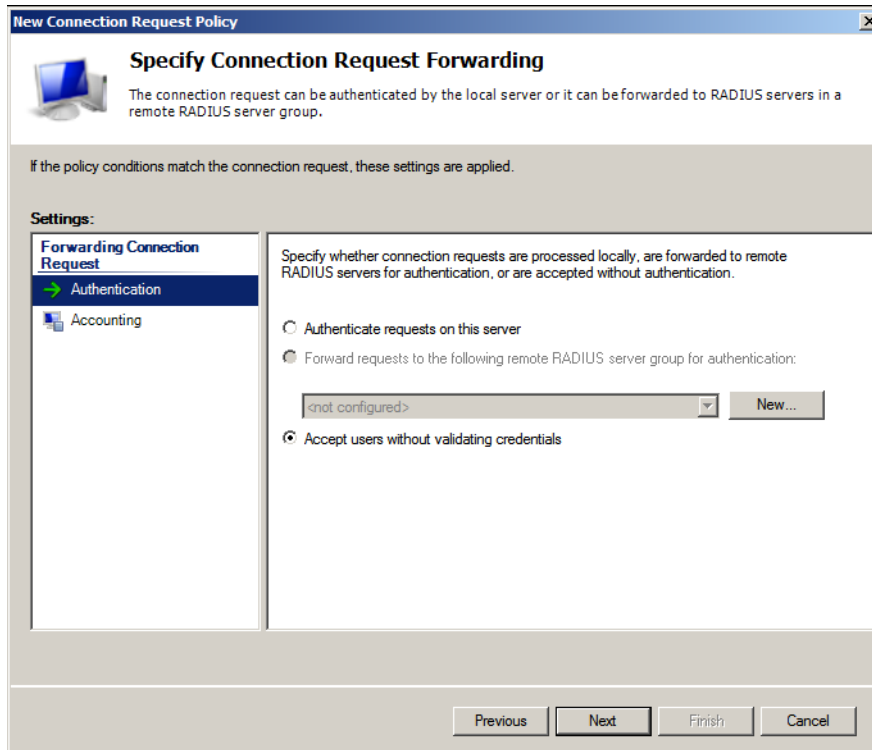 New Connection Request Policy
Specify Connection Request Forwarding
The connection request can be authenticated by the local server or it can be forwarded to RADIUS servers in a
remote RADIUS server group.
If the policy conditions match the connection request, these settings are applied.
Settings:
Forwarding Connection
Request
Authentication
Accounting
Specify whether connection requests are processed locally, are forwarded to remote
RADIUS servers for authentication, or are accepted without authentication.
Authenticate requests on this server
Forward requests to the following remote RADIUS server group for authentication:
<not configured>
New...
Accept users without validating credentials
Previous
Next
Finish
Cancel